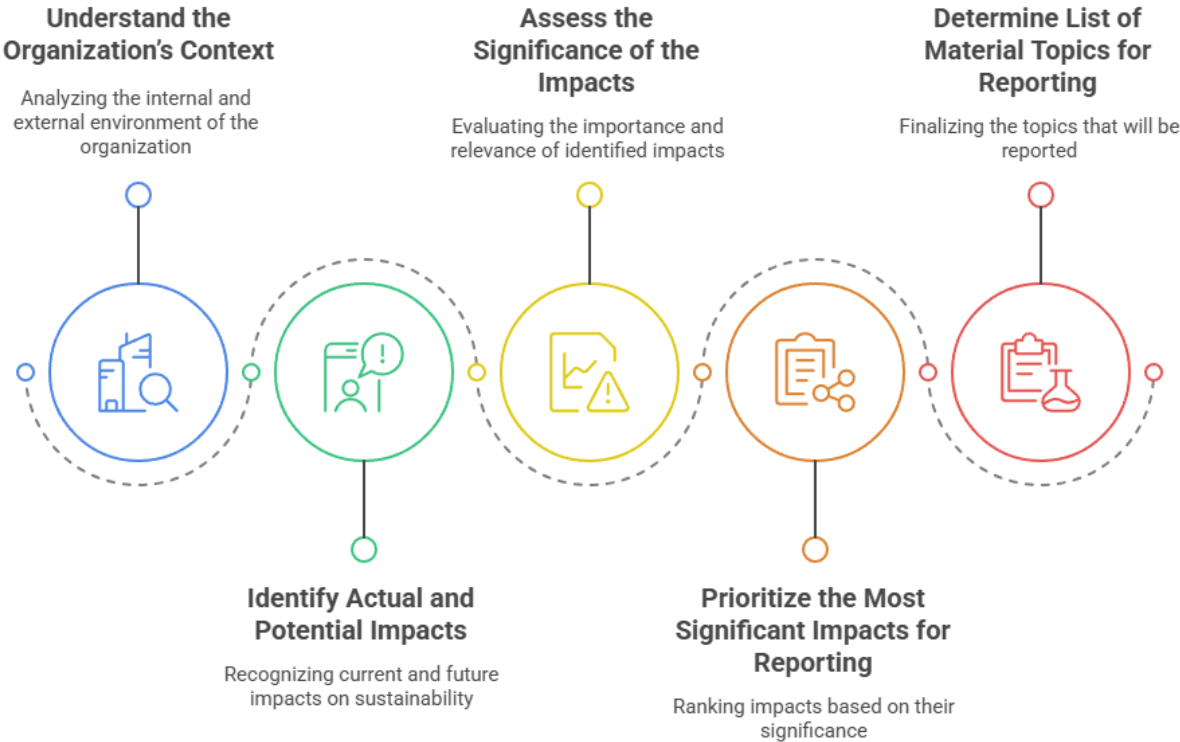 Understand the
Organization's Context
Analyzing the internal and
external environment of the
organization
Identify Actual and
Potential Impacts
Recognizing current and future
impacts on sustainability
Assess the
Significance of the
Impacts
Evaluating the importance and
relevance of identified impacts
Prioritize the Most
Significant Impacts for
Reporting
Ranking impacts based on their
significance
Determine List of
Material Topics for
Reporting
Finalizing the topics that will be
reported